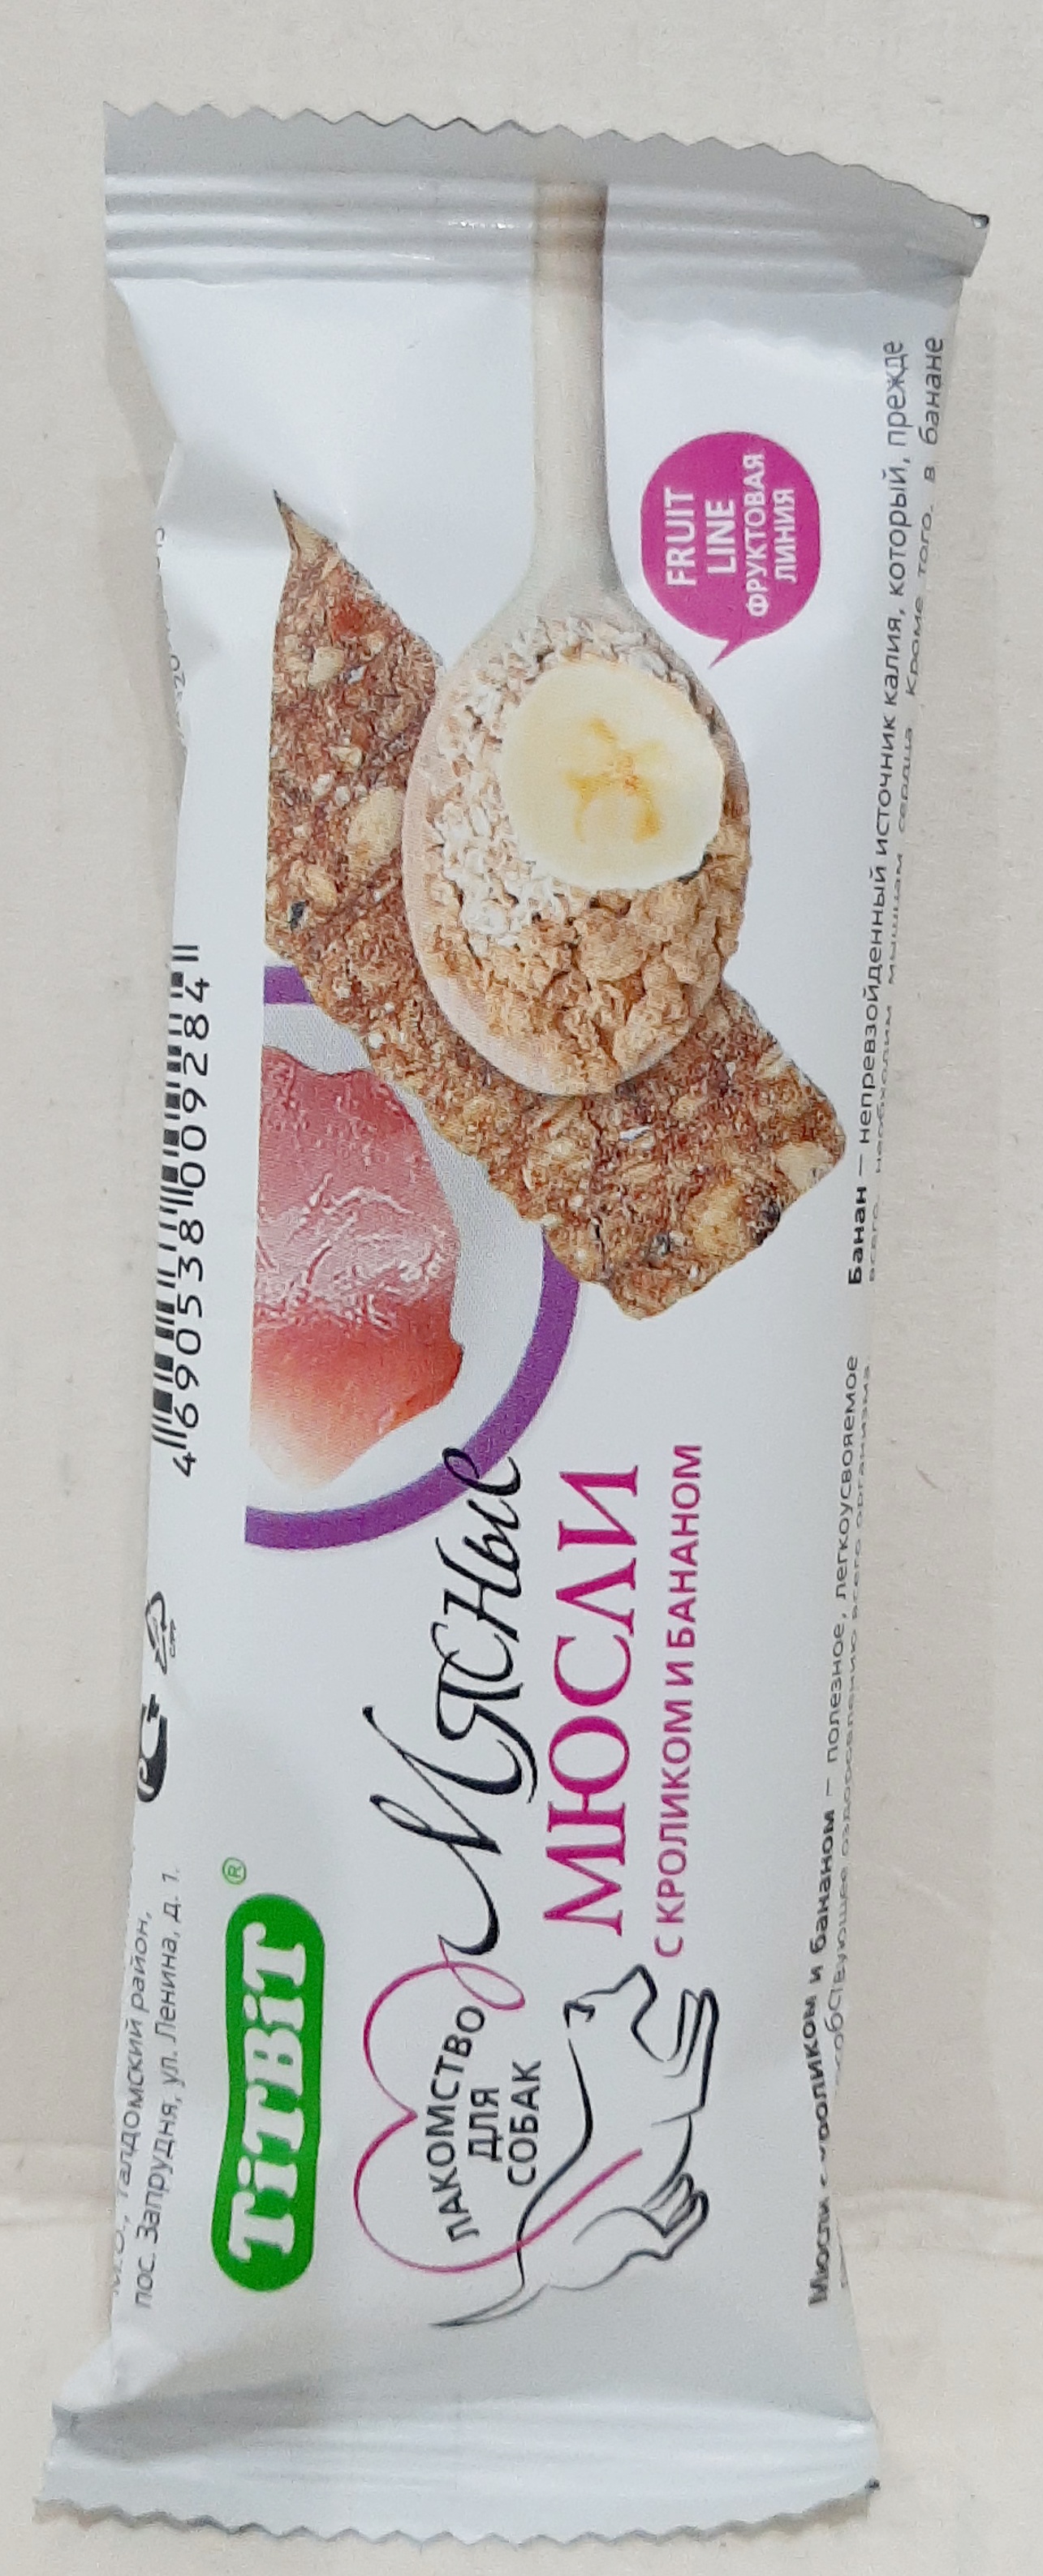 пос. Запрудня, ул. Ленина, д. 1.
Талдомский район,
4 690538 009284
TiTBiT®
ЛАКОМСТВО
ДЛЯ
СОБАК
Мясные
МЮСЛИ
С КРОЛИКОМ И БАНАНОМ
FRUIT
LINE
ФРУКТОВАЯ
ЛИНИЯ
Мюсли с кроликом и бананом – полезное, легкоусвояемое
способствующее оздоровлению всего организма.
Банан – непревзойденный источник калия, который, прежде
всего, необходим мышцам сердца. Кроме того, в банане